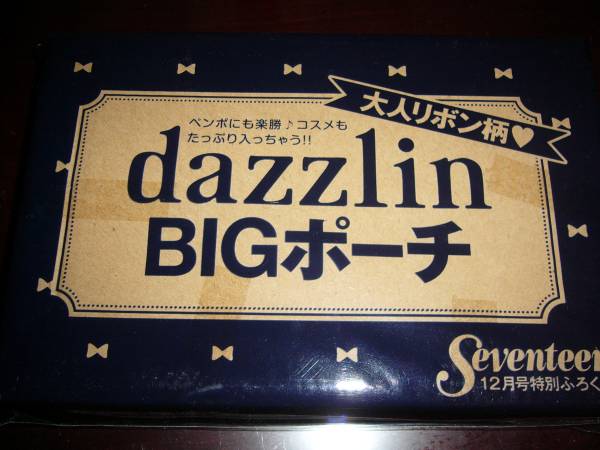 大人リボン柄♥
ペンポにも楽勝♪コスメも
たっぷり入っちゃう!!
dazzlin
BIGポーチ
Seventeen
12月号特別ふろく